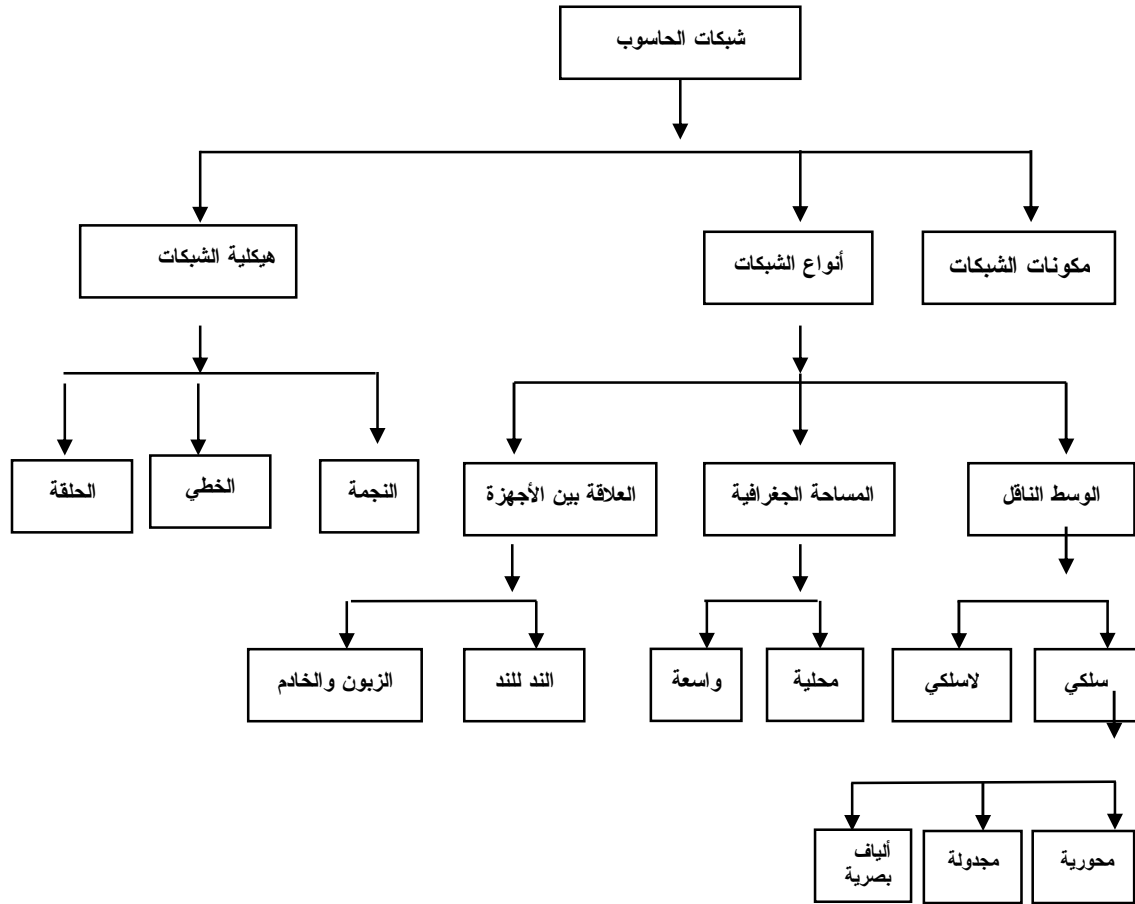 شبكات الحاسوب
مكونات الشبكات
أنواع الشبكات
هيكلية الشبكات
الوسط الناقل
المساحة الجغرافية
العلاقة بين الأجهزة
النجمة
الخطي
الحلقة
سلكي
لاسلكي
محلية
واسعة
الند للند
الزبون والخادم
محورية
مجدولة
ألياف
بصرية